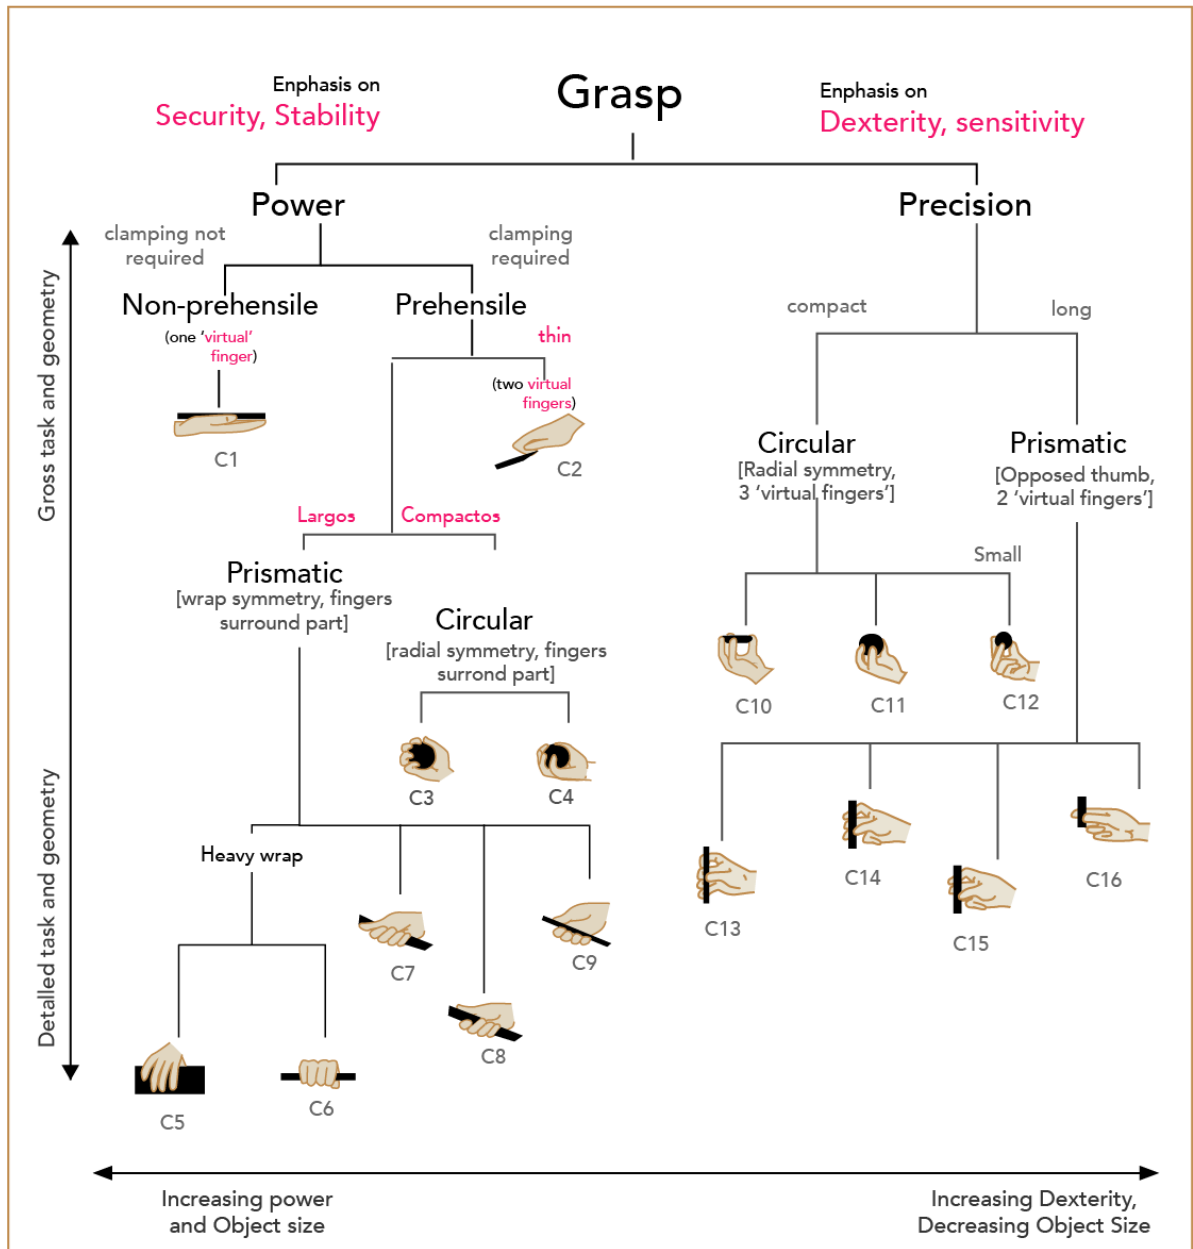 Grasp
Enphasis on
Security, Stability
Enphasis on
Dexterity, sensitivity
Power
Precision
clamping not
required
clamping
required
Non-prehensile
(one ‘virtual’
finger)
Prehensile
thin
(two virtual
fingers)
compact
long
C1
C2
Circular
[Radial symmetry,
3 ‘virtual fingers’]
Prismatic
[Opposed thumb,
2 ‘virtual fingers’]
Largos
Compactos
Small
Prismatic
[wrap symmetry, fingers
surround part]
Circular
[radial symmetry, fingers
surrond part]
C10
C11
C12
C3
C4
Heavy wrap
C7
C9
C8
C5
C6
C13
C14
C15
C16
Gross task and geometry
Detalled task and geometry
Increasing power
and Object size
Increasing Dexterity,
Decreasing Object Size